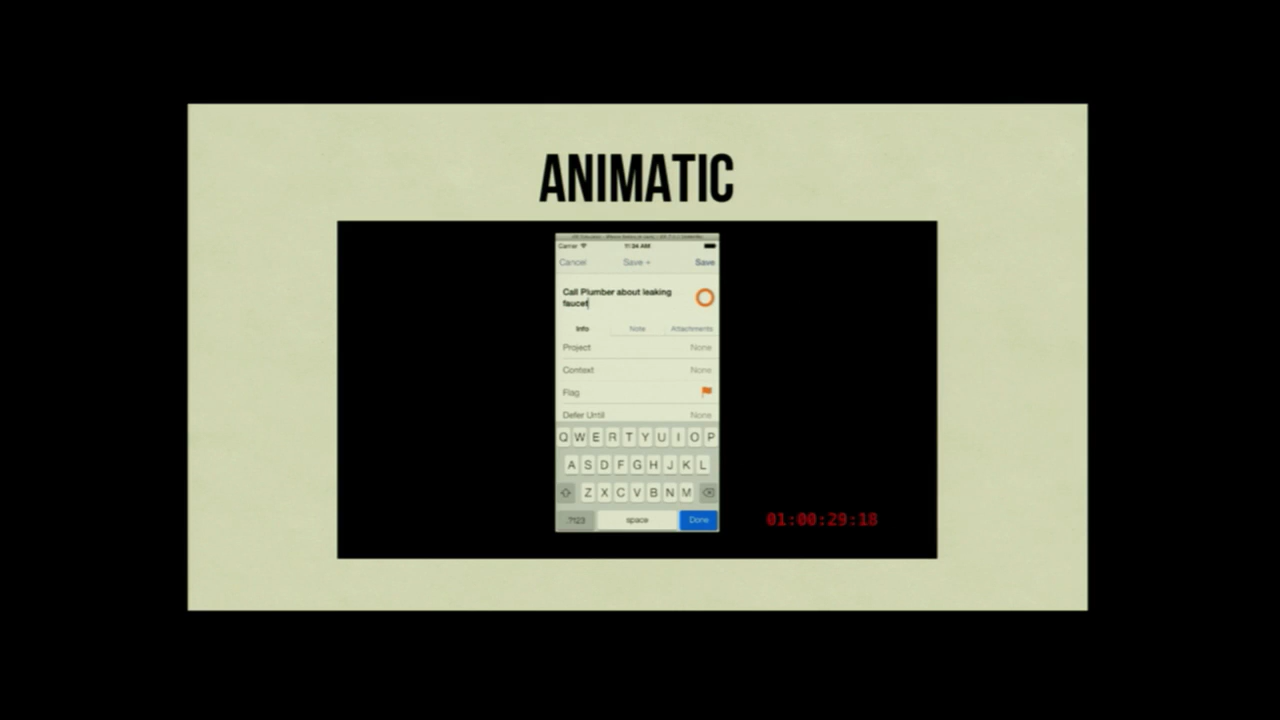 ANIMATIC
Carrier 11:34 AM
Cancel Save + Save
Call Plumber about leaking
faucet
Info Note Attachments
Project None
Context None
Flag
Defer Until None
Q W E R T Y U I O P
A S D F G H J K L
Z X C V B N M
.?123 space Done
01:00:29:18